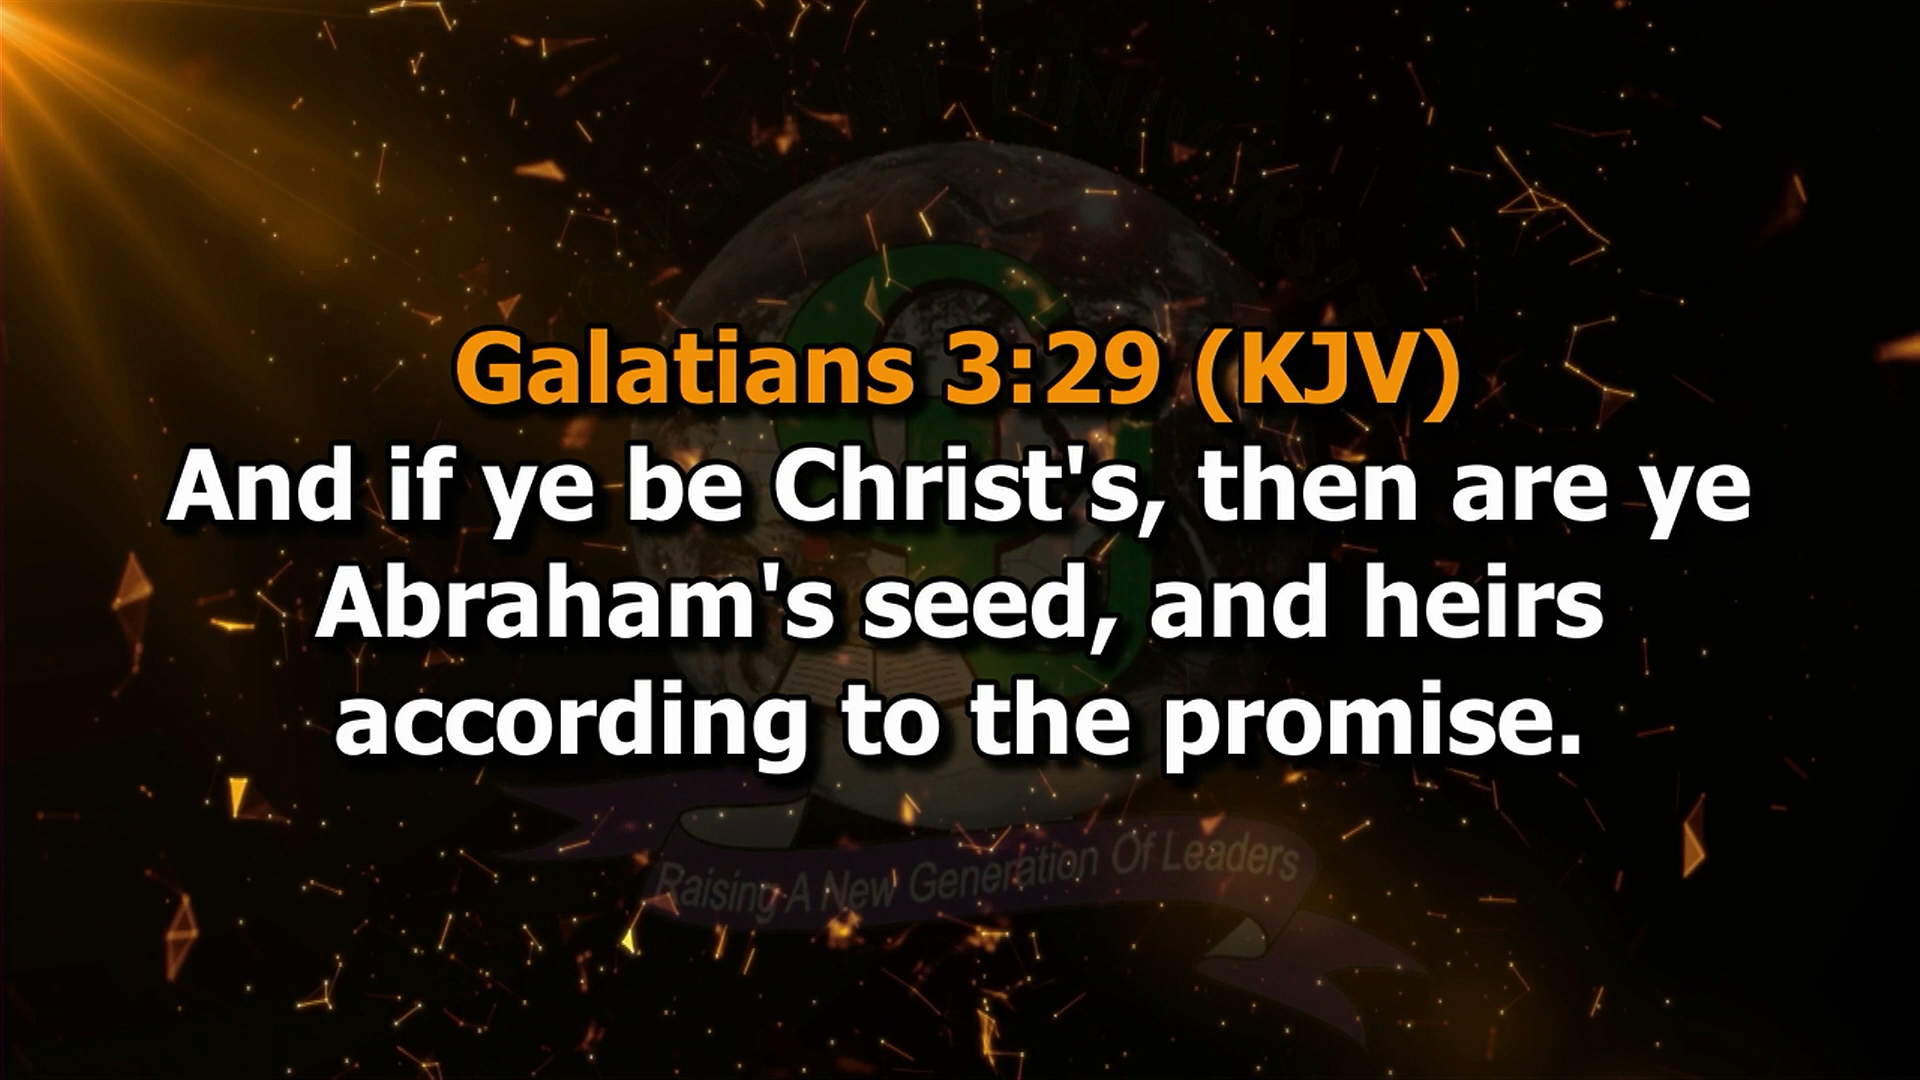 Galatians 3:29 (KJV)
And if ye be Christ's, then are ye
Abraham's seed, and heirs
according to the promise.
Raising A New Generation Of Leaders